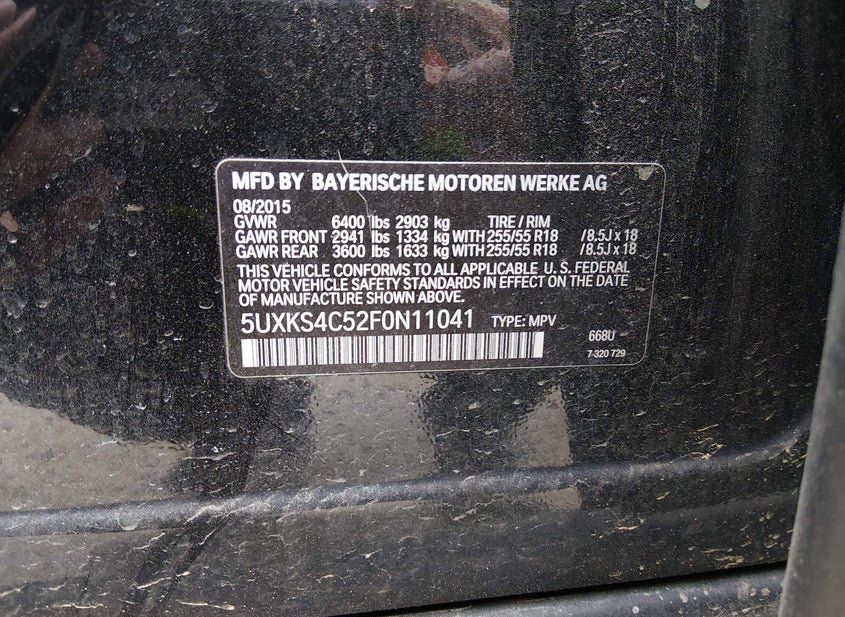 MFD BY BAYERISCHE MOTOREN WERKE AG
08/2015
GVWR 6400 lbs 2903 kg TIRE / RIM
GAWR FRONT 2941 lbs 1334 kg WITH 255/55 R18 / 8.5J x 18
GAWR REAR 3600 lbs 1633 kg WITH 255/55 R18 / 8.5J x 18
THIS VEHICLE CONFORMS TO ALL APPLICABLE U. S. FEDERAL
MOTOR VEHICLE SAFETY STANDARDS IN EFFECT ON THE DATE
OF MANUFACTURE SHOWN ABOVE.
5UXKS4C52F0N11041 TYPE: MPV
668U
7 320 729